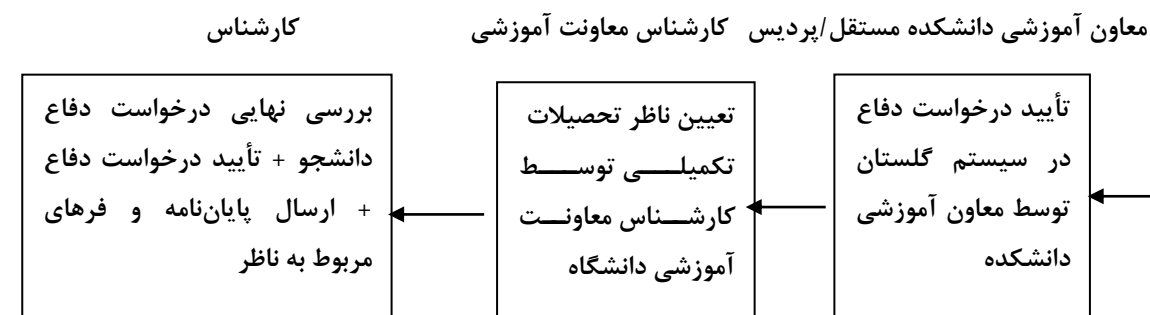 معاون آموزشی دانشکده مستقل/پردیس
کارشناس معاونت آموزشی
کارشناس
تأیید درخواست دفاع
در سیستم گلستان
توسط معاون آموزشی
دانشکده
تعیین ناظر تحصیلات
تکمیلی توسط
کارشناس معاونت
آموزشی دانشگاه
بررسی نهایی درخواست دفاع
دانشجو + تأیید درخواست دفاع
+ ارسال پایان‌نامه و فرهای
مربوط به ناظر